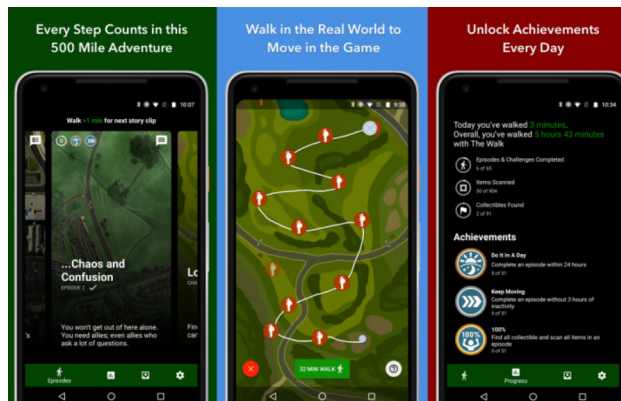 Every Step Counts in this
500 Mile Adventure
10:07
Walk <1 min for next story clip
...Chaos and
Confusion
EPISODE 2
You won't get out of here alone.
You need allies; even allies who
ask a lot of questions.
Lo
CHA
Fin
can
Episodes
Walk in the Real World to
Move in the Game
9:35
32 MIN WALK
Unlock Achievements
Every Day
10:34
Today you've walked 3 minutes.
Overall, you've walked 5 hours 43 minutes
with The Walk
Episodes & Challenges Completed
6 of 65
Items Scanned
50 of 904
Collectibles Found
2 of 91
Achievements
Do It In A Day
Complete an episode within 24 hours
5 of 51
Keep Moving
Complete an episode without 3 hours of
inactivity
5 of 51
100%
100%
Find all collectible and scan all items in an
episode
0 of 51
Progress